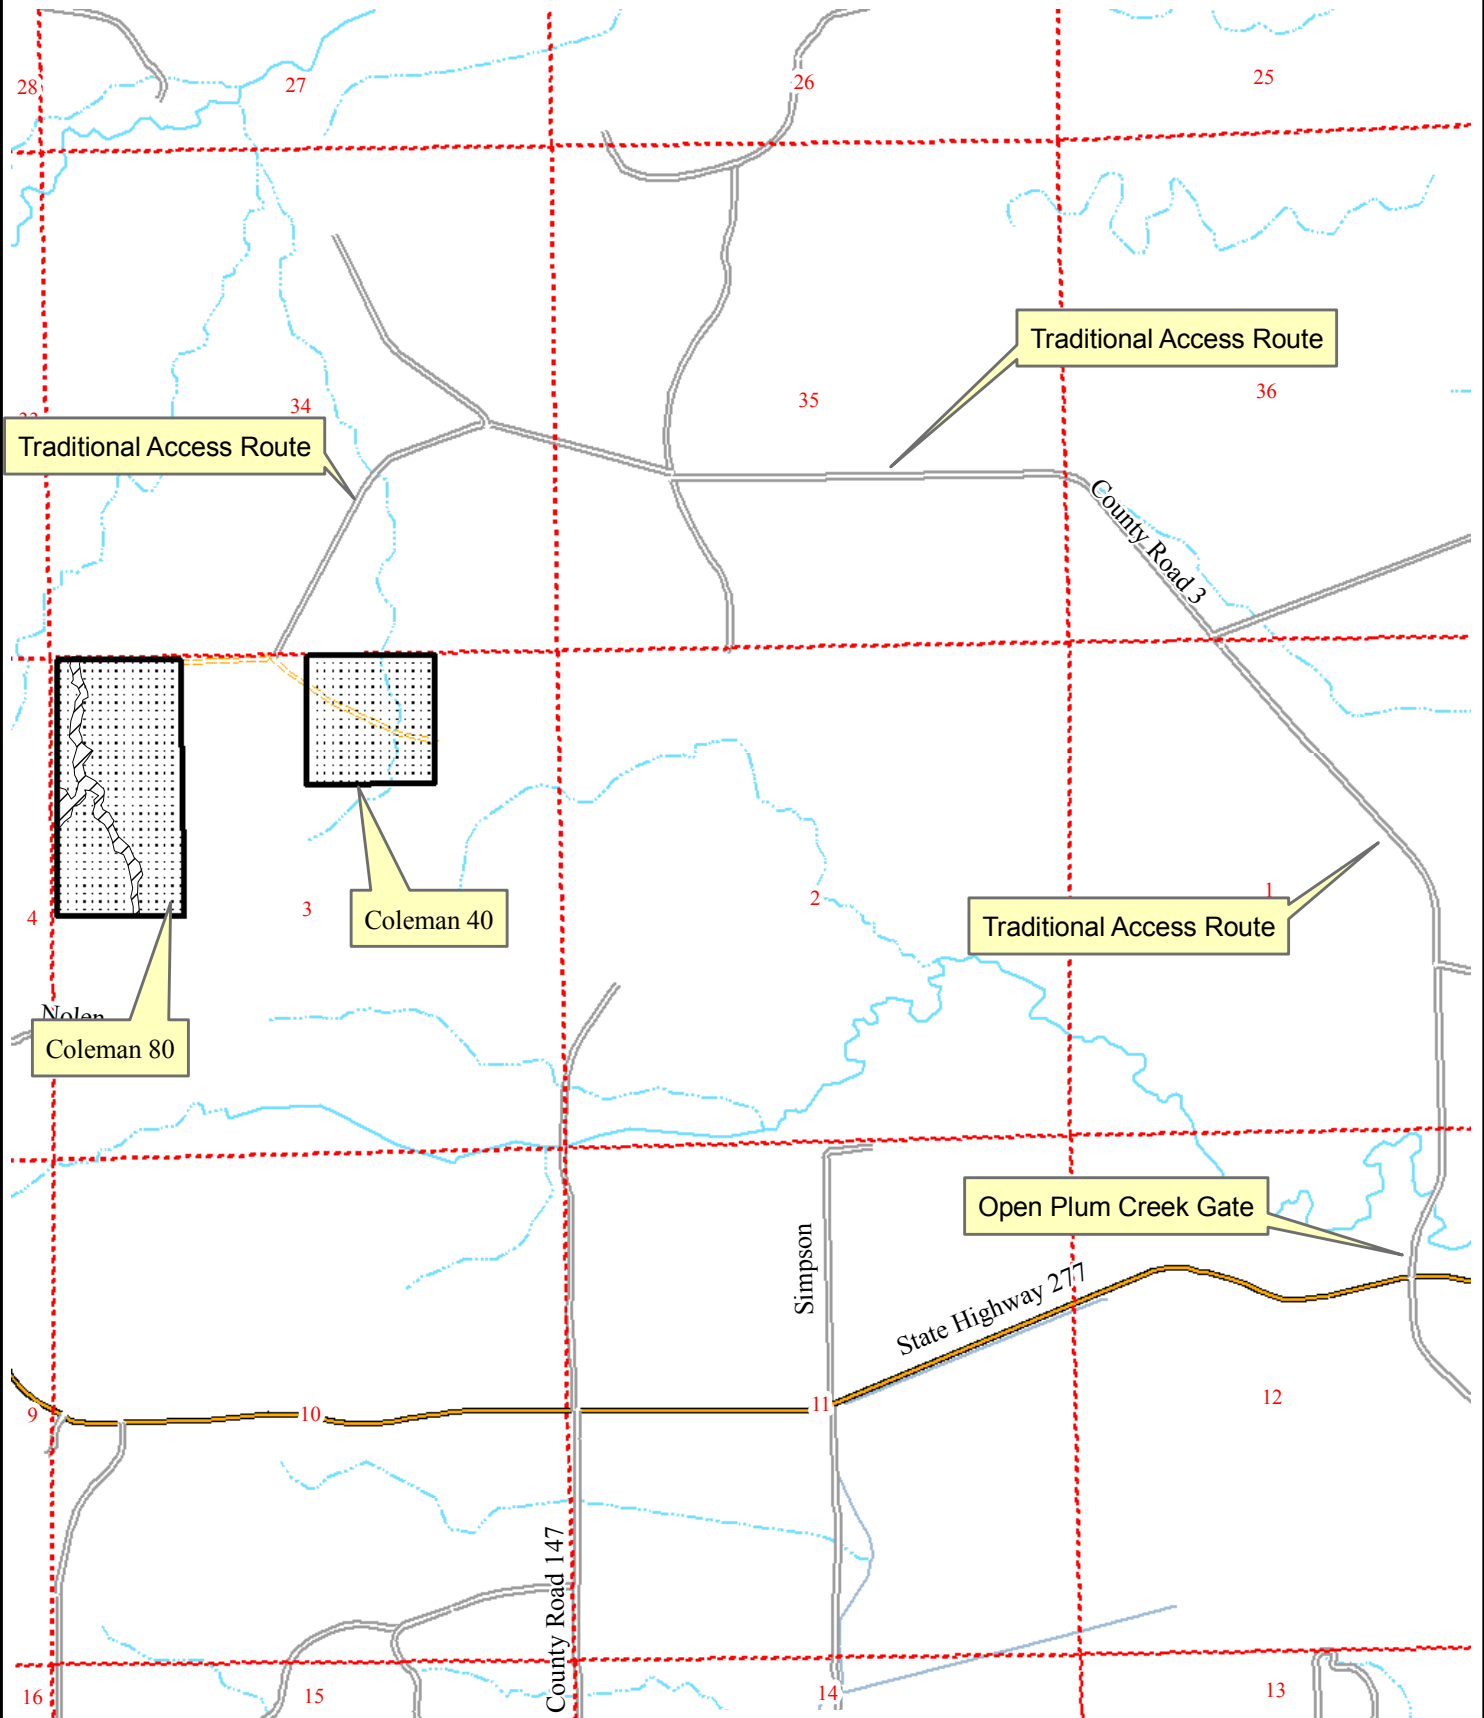 28
27
26
25
Traditional Access Route
34
35
36
Traditional Access Route
County Road 3
4
3
2
1
Coleman 40
Traditional Access Route
Nolen
Coleman 80
Open Plum Creek Gate
Simpson
State Highway 277
9
10
11
12
County Road 147
16
15
14
13